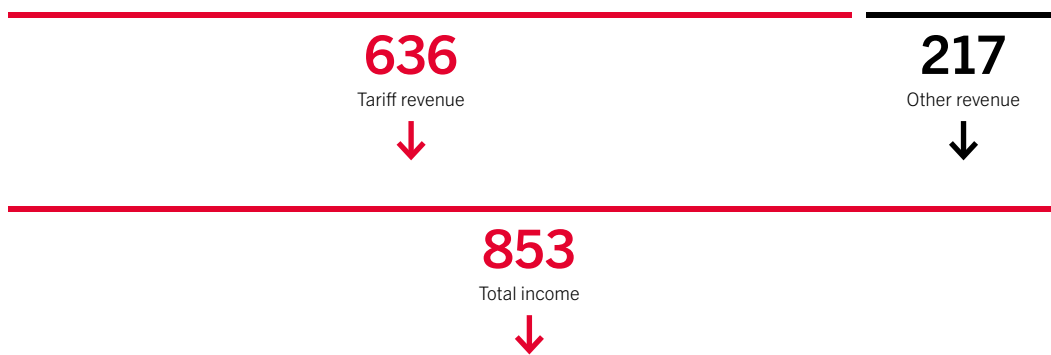 636
217
Tariff revenue
Other revenue
853
Total income